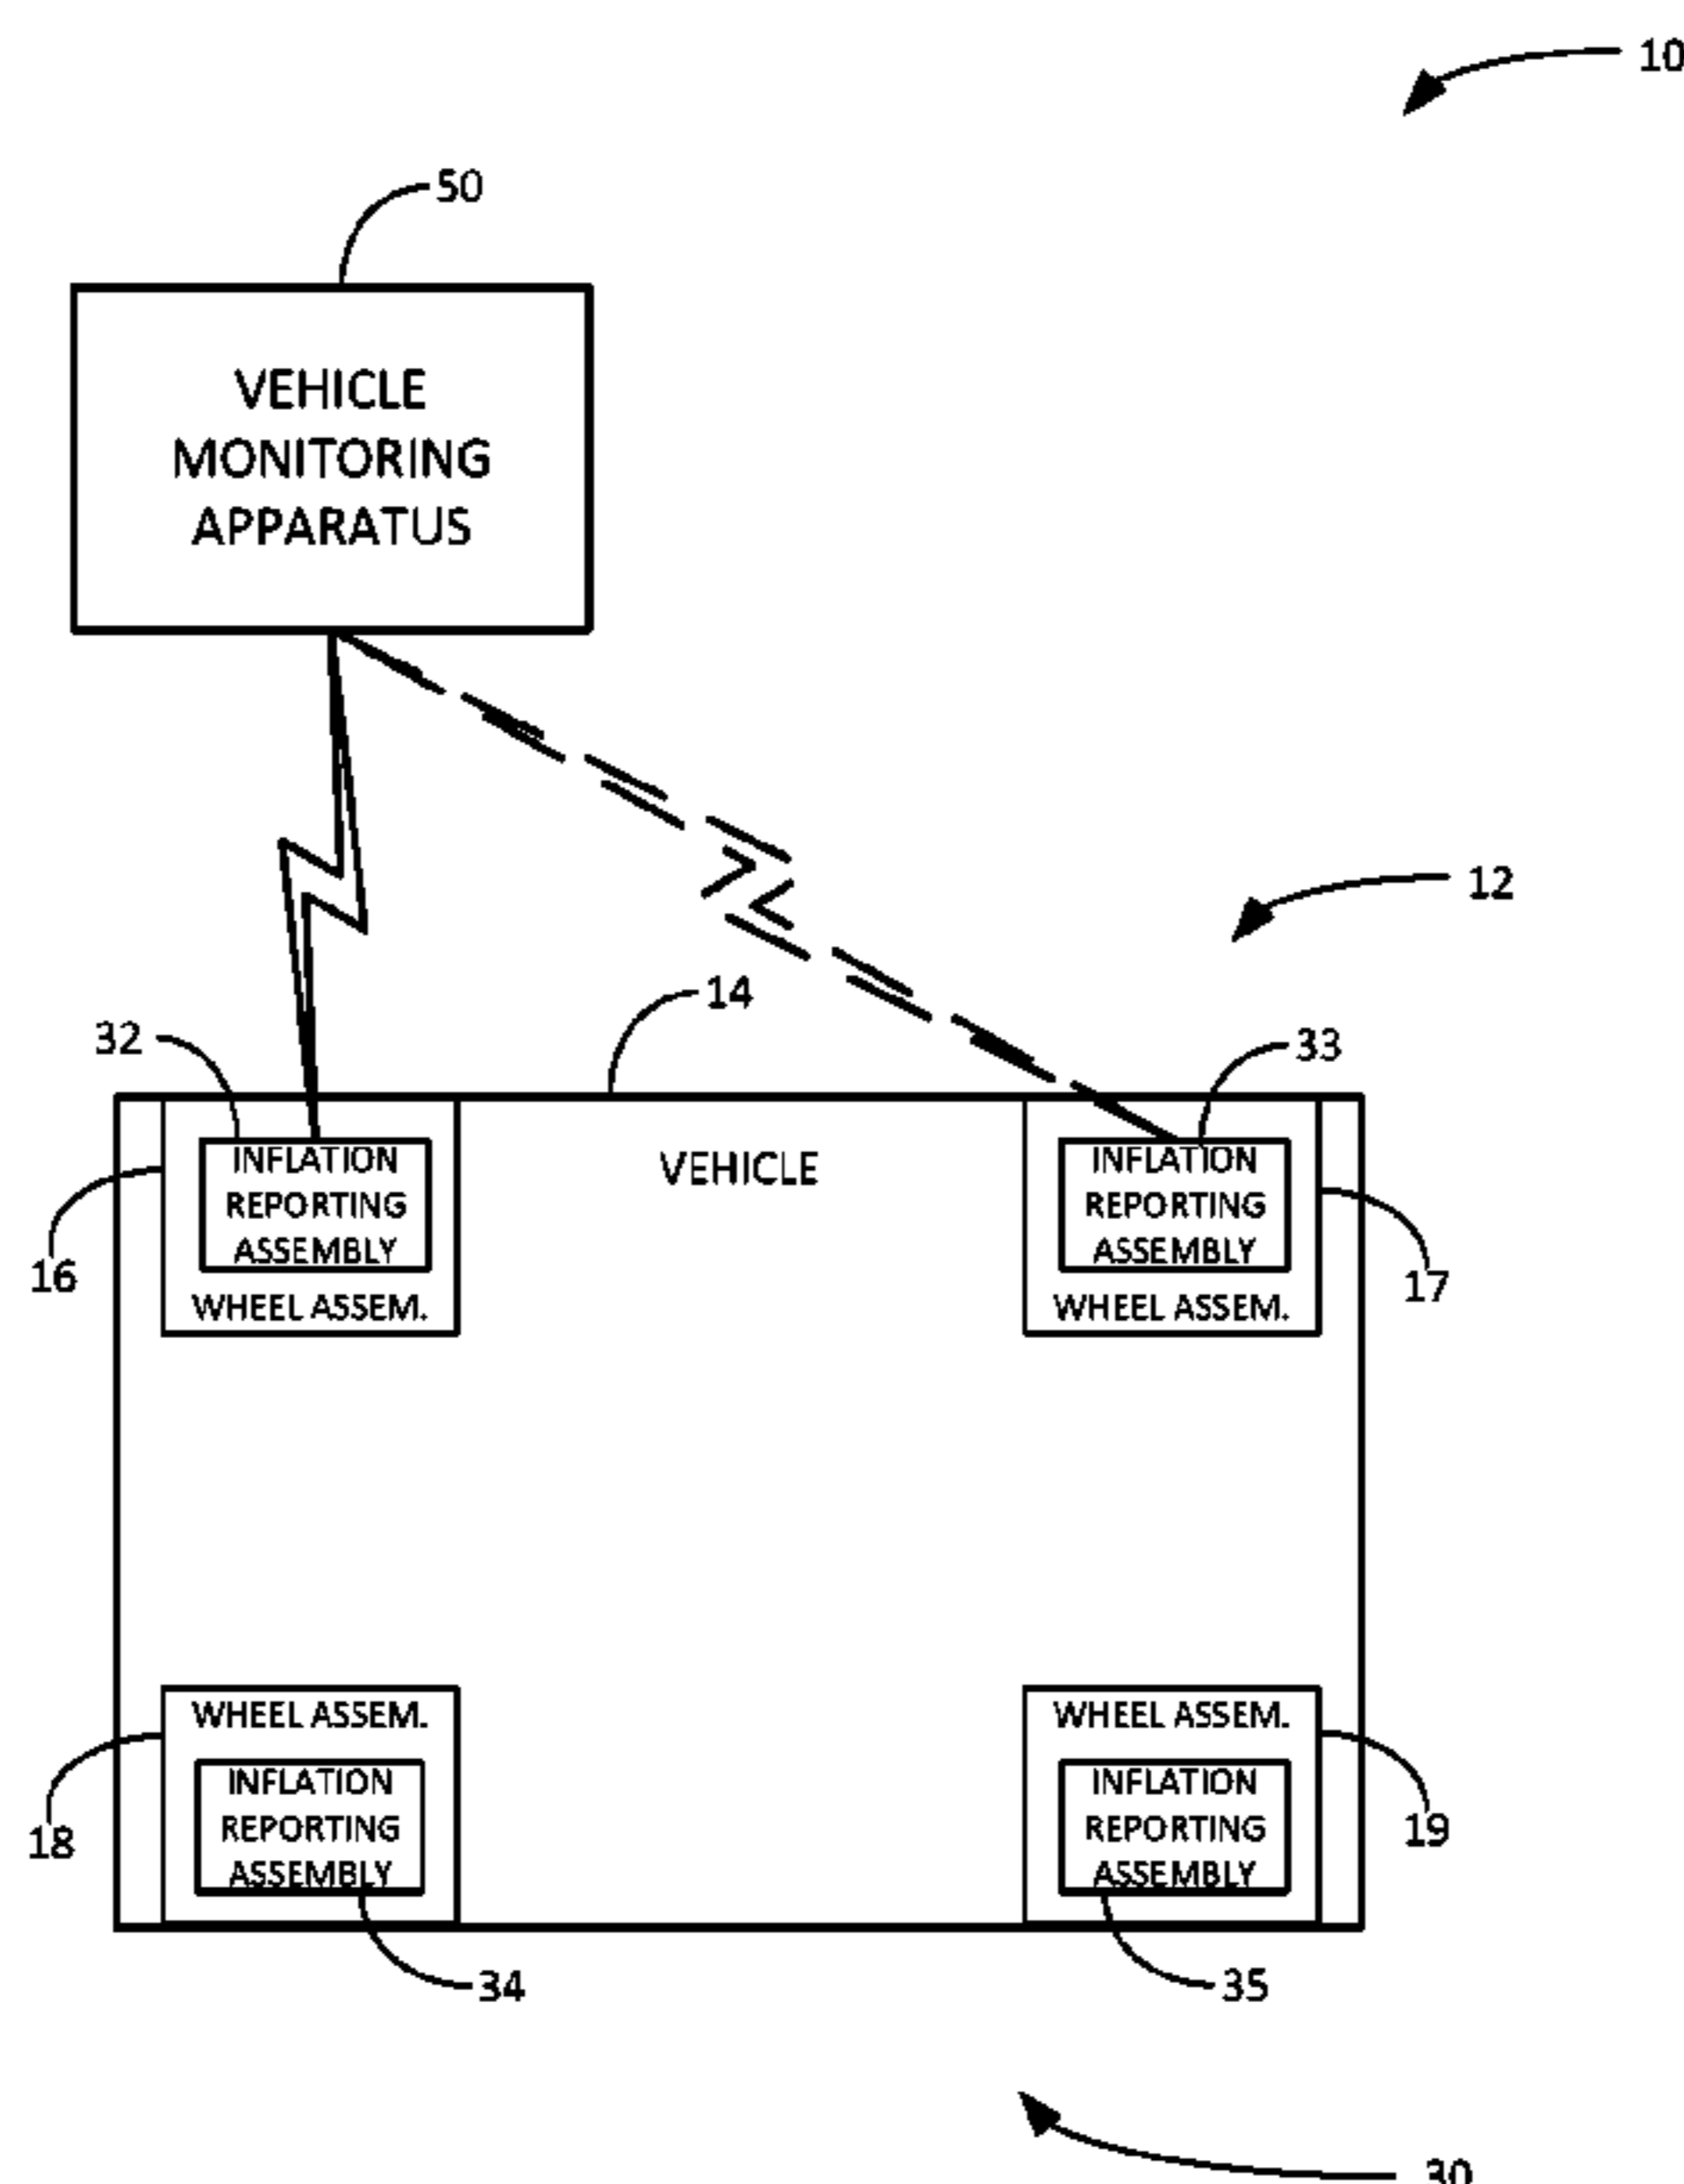 10
50
VEHICLE
MONITORING
APPARATUS
12
14
32
33
INFLATION
REPORTING
ASSEMBLY
WHEEL ASSEM.
16
VEHICLE
INFLATION
REPORTING
ASSEMBLY
WHEEL ASSEM.
17
WHEEL ASSEM.
INFLATION
REPORTING
ASSEMBLY
18
WHEEL ASSEM.
INFLATION
REPORTING
ASSEMBLY
19
34
35
30